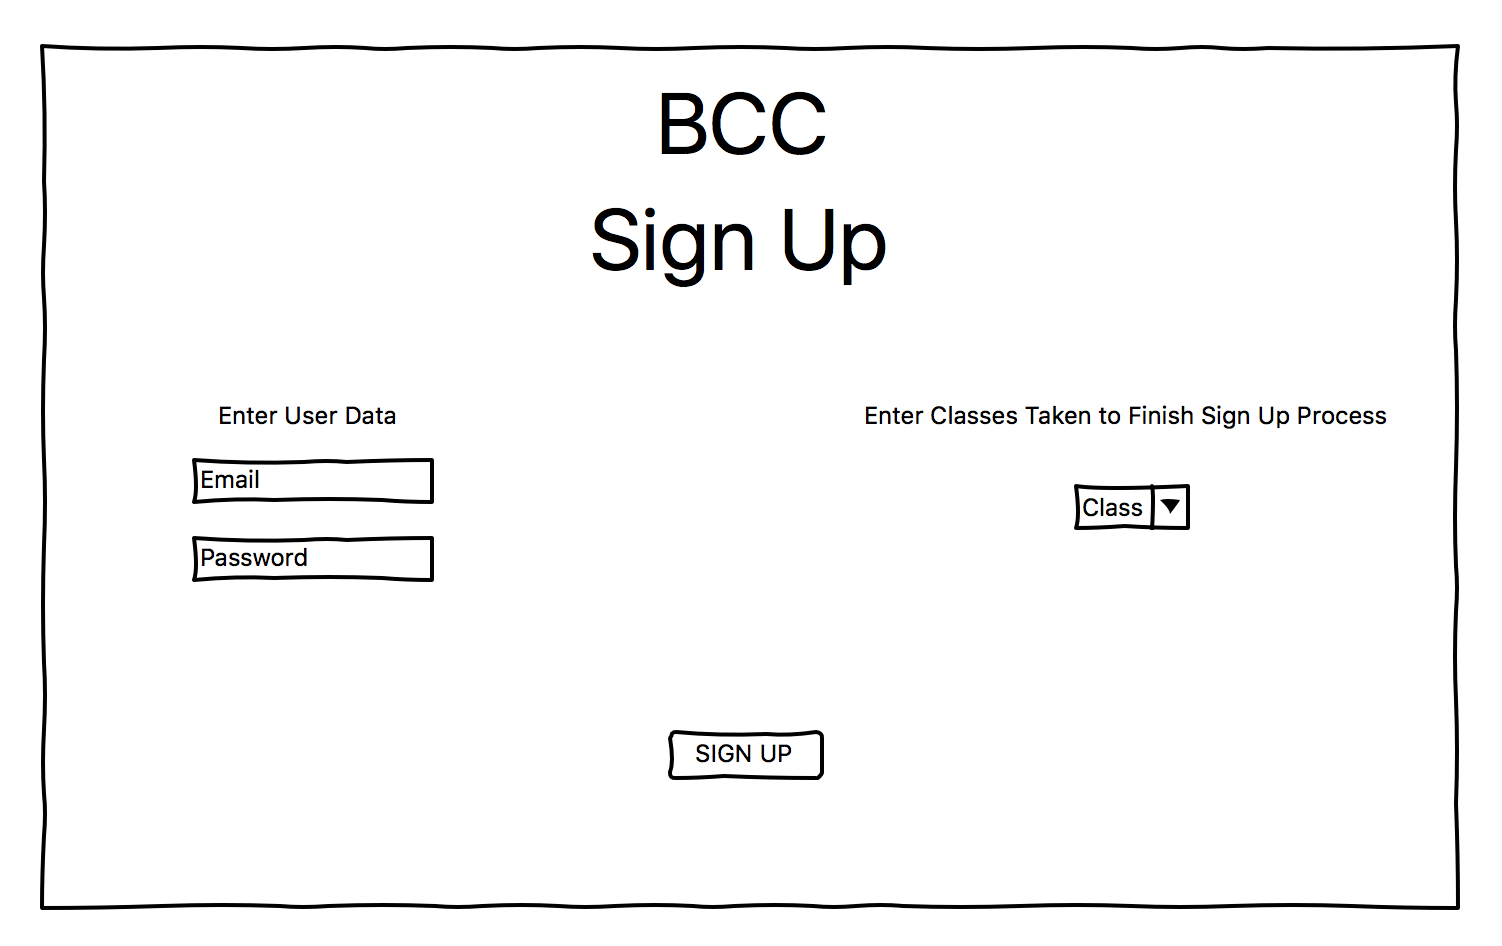 BCC
Sign Up
Enter User Data
Email
Password
Enter Classes Taken to Finish Sign Up Process
Class
SIGN UP